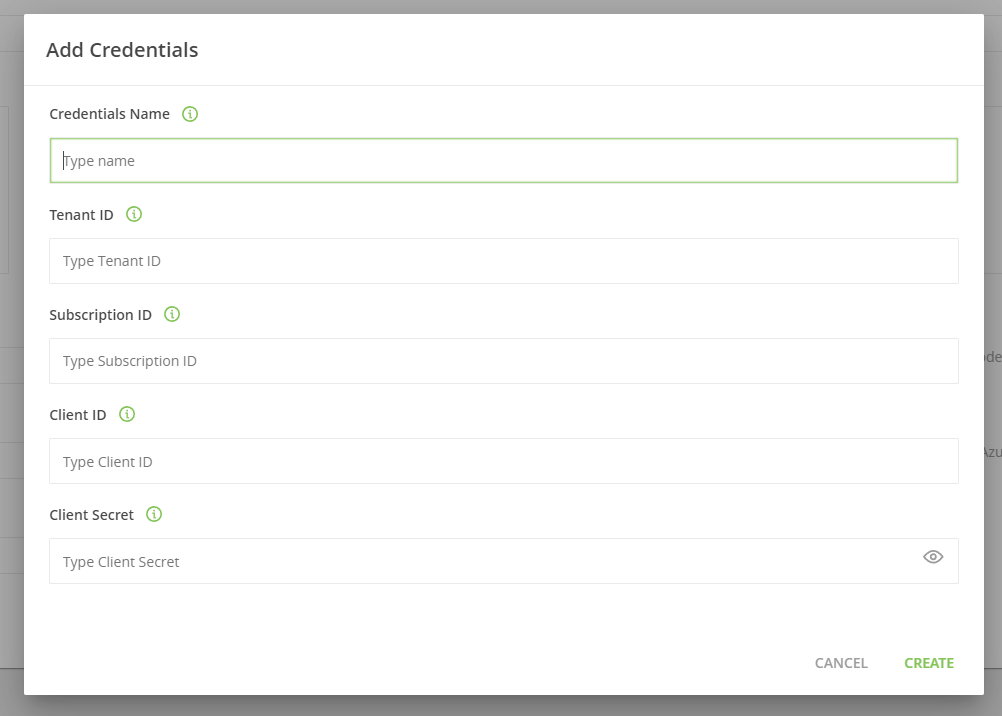 Add Credentials
Credentials Name
Type name
Tenant ID
Type Tenant ID
Subscription ID
Type Subscription ID
Client ID
Type Client ID
Client Secret
Type Client Secret
CANCEL CREATE